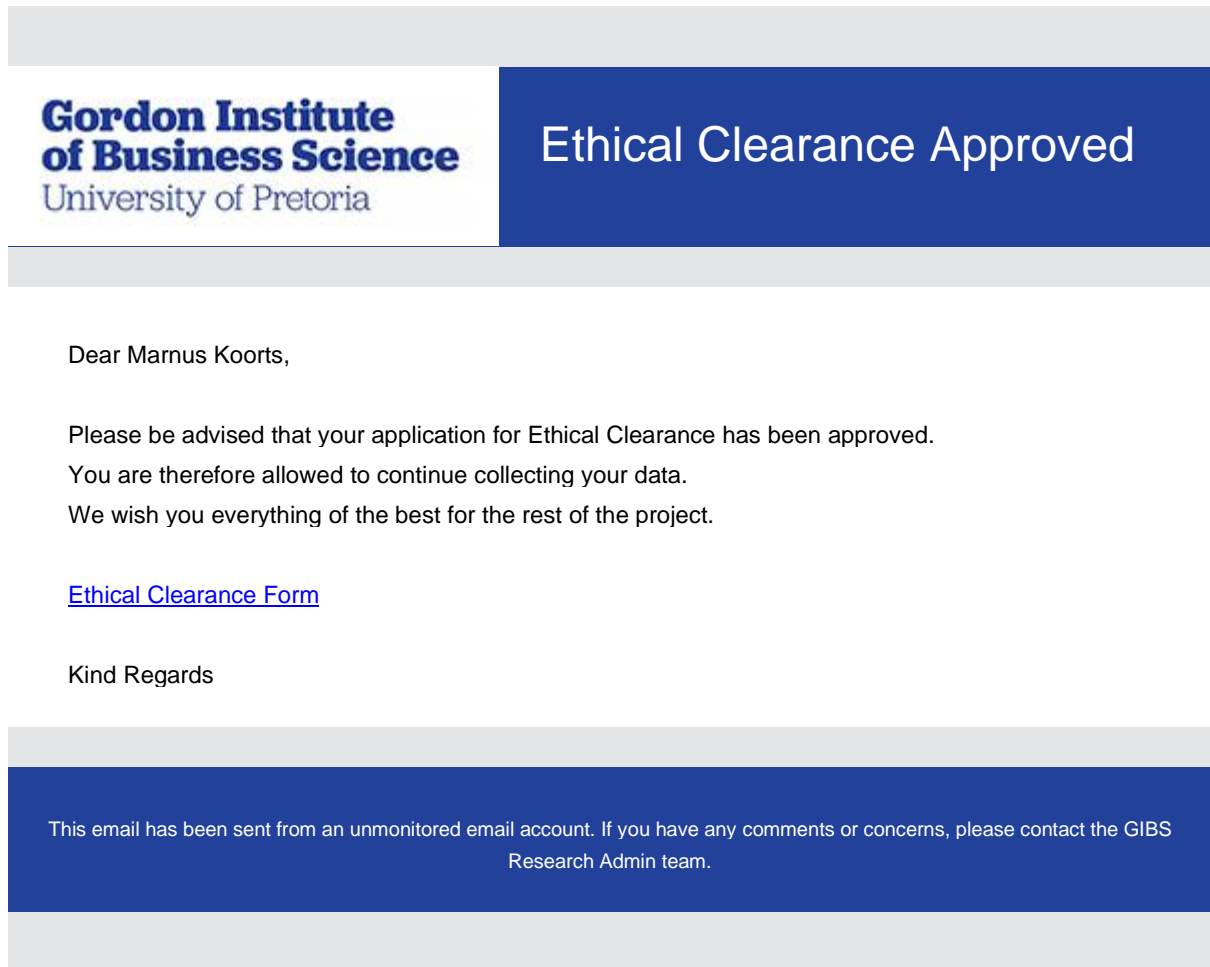 Gordon Institute
of Business Science
University of Pretoria
Ethical Clearance Approved
Dear Marnus Koorts,
Please be advised that your application for Ethical Clearance has been approved.
You are therefore allowed to continue collecting your data.
We wish you everything of the best for the rest of the project.
Ethical Clearance Form
Kind Regards
This email has been sent from an unmonitored email account. If you have any comments or concerns, please contact the GIBS
Research Admin team.